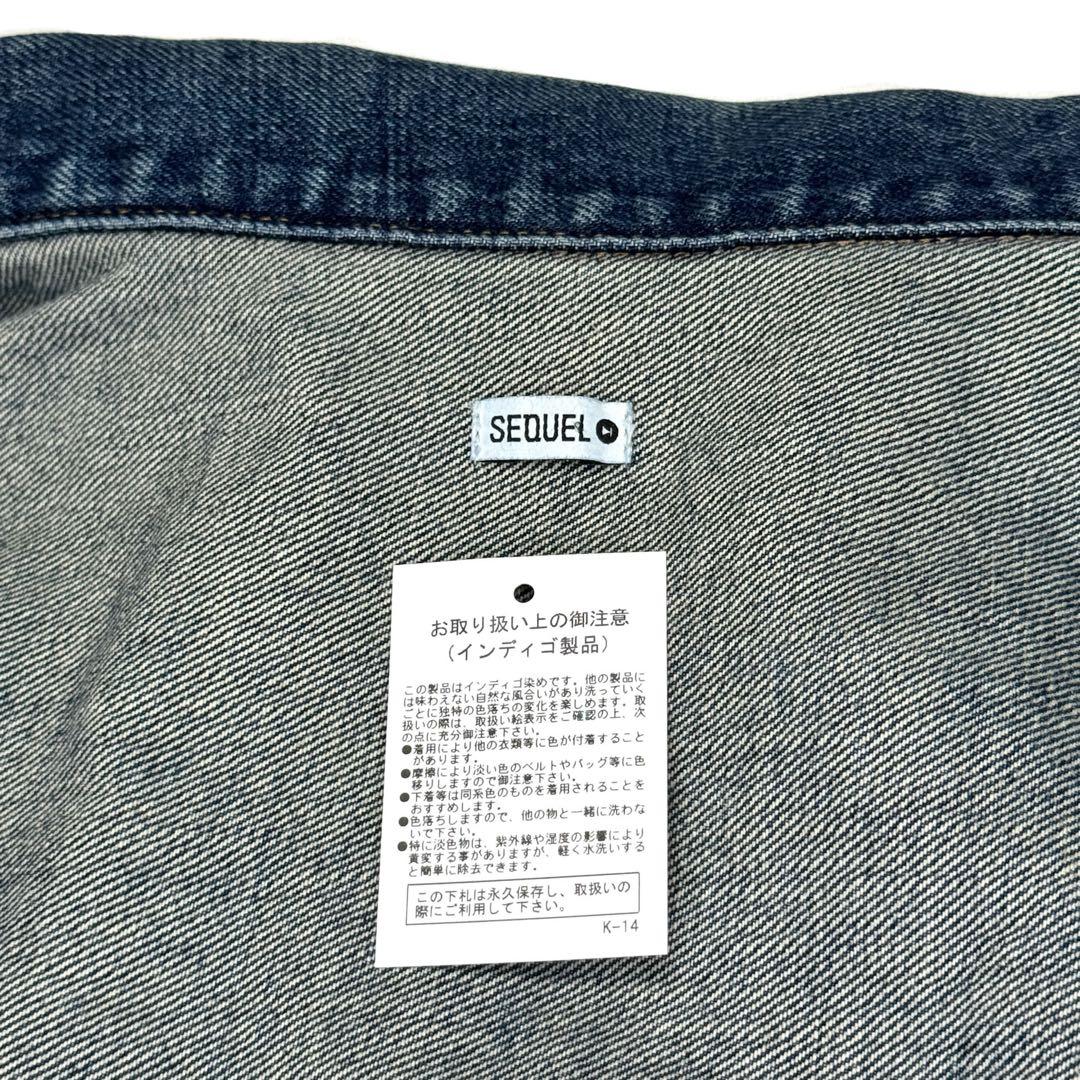 SEQUEL
お取り扱い上の御注意
(インディゴ製品)
この製品はインディゴ染めです。他の製品に
は味わえない自然な風合いがあり洗っていく
ごとに独特の色落ちの変化を楽しめます。取
扱いの際は、取扱い絵表示をご確認の上、次
の点に充分御注意下さい。
●着用により他の衣類等に色が付着すること
があります。
●摩擦により淡い色のベルトやバッグ等に色
移りしますので御注意下さい。
●下着等は同系色のものを着用されることを
おすすめします。
●色落ちしますので、他の物と一緒に洗わな
いで下さい。
●特に淡色物は、紫外線や湿度の影響により
黄変する事がありますが、軽く水洗いする
と簡単に除去できます。
この下札は永久保存し、取扱いの
際にご利用して下さい。
K-14